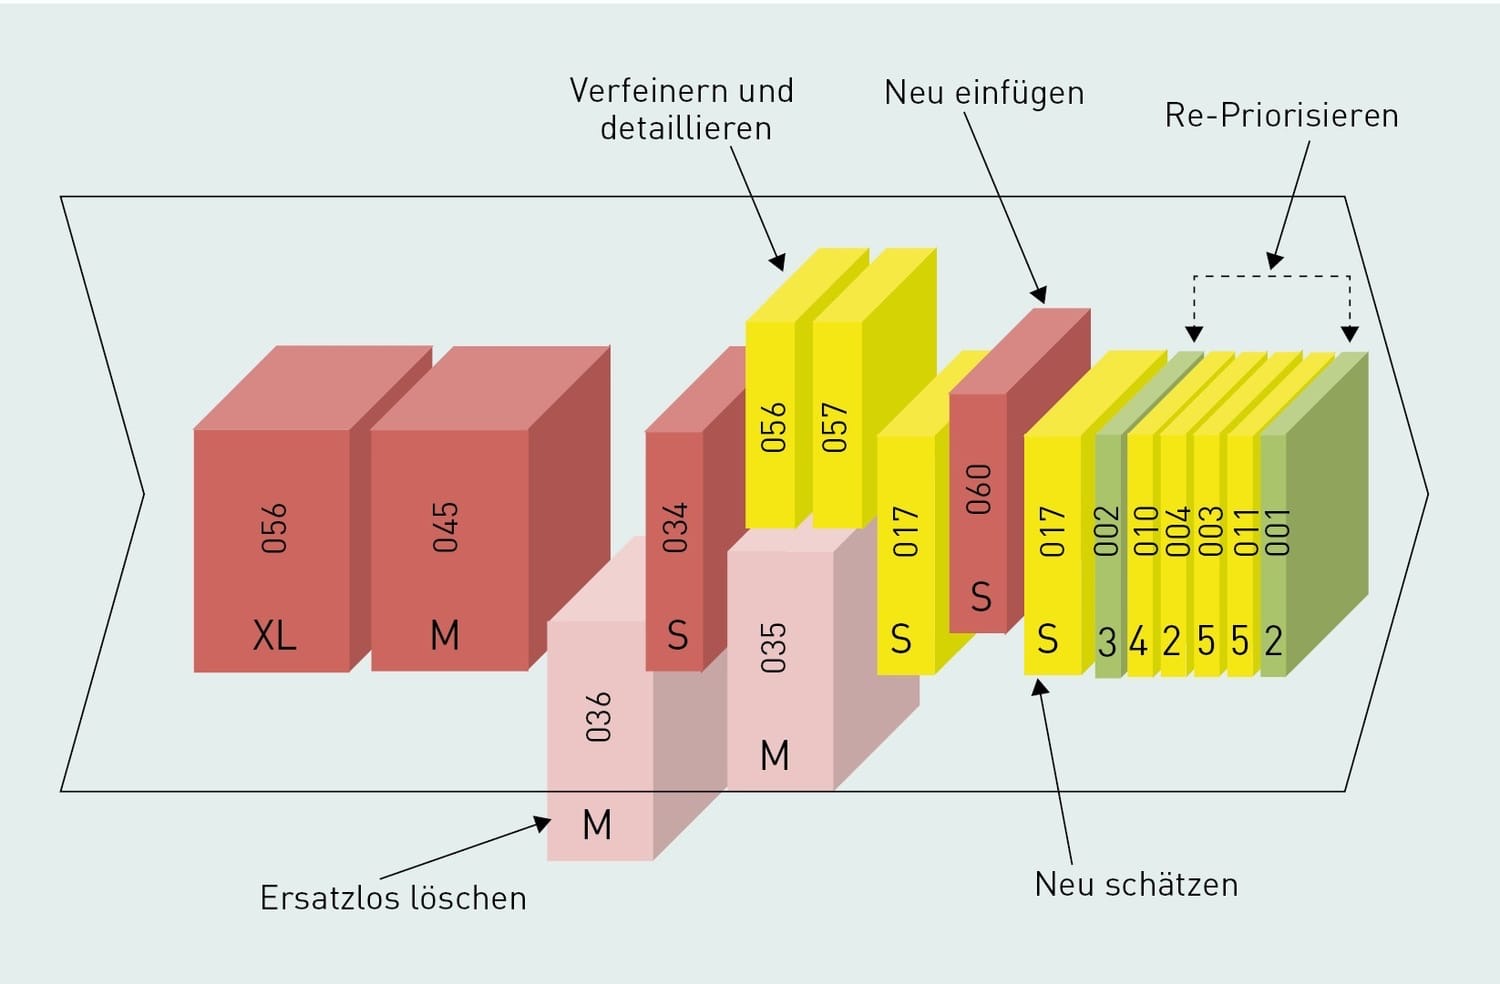 Verfeinern und
detaillieren
Neu einfügen
Re-Priorisieren
056
XL
045
M
036
M
034
S
056
057
035
M
017
S
060
S
017
S
002
3
010
4
004
2
003
5
011
5
001
2
Ersatzlos löschen
Neu schätzen